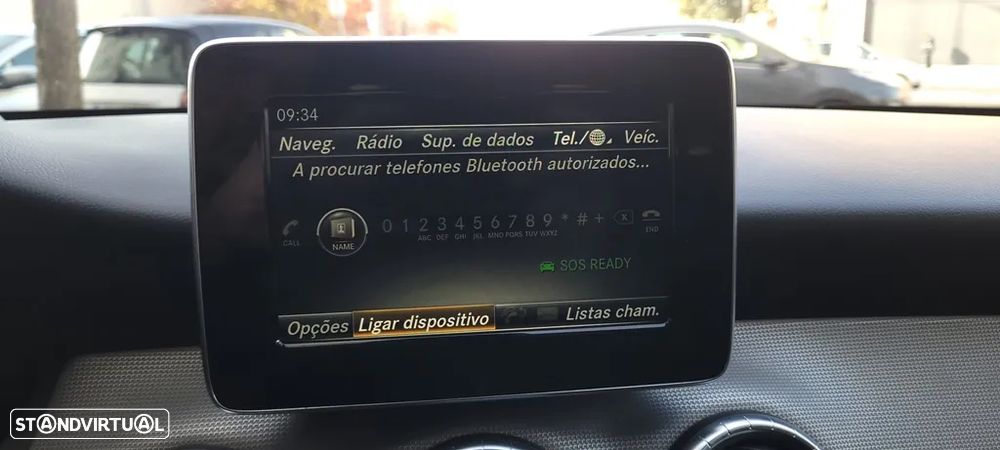 09:34
Naveg. Rádio Sup. de dados Tel./ Veíc.
A procurar telefones Bluetooth autorizados...
0 1 2 3 4 5 6 7 8 9 * # +
ABC DEF GHI JKL MNO PQRS TUV WXYZ
CALL NAME END
SOS READY
Opções Ligar dispositivo Listas cham.
STANDVIRTUAL